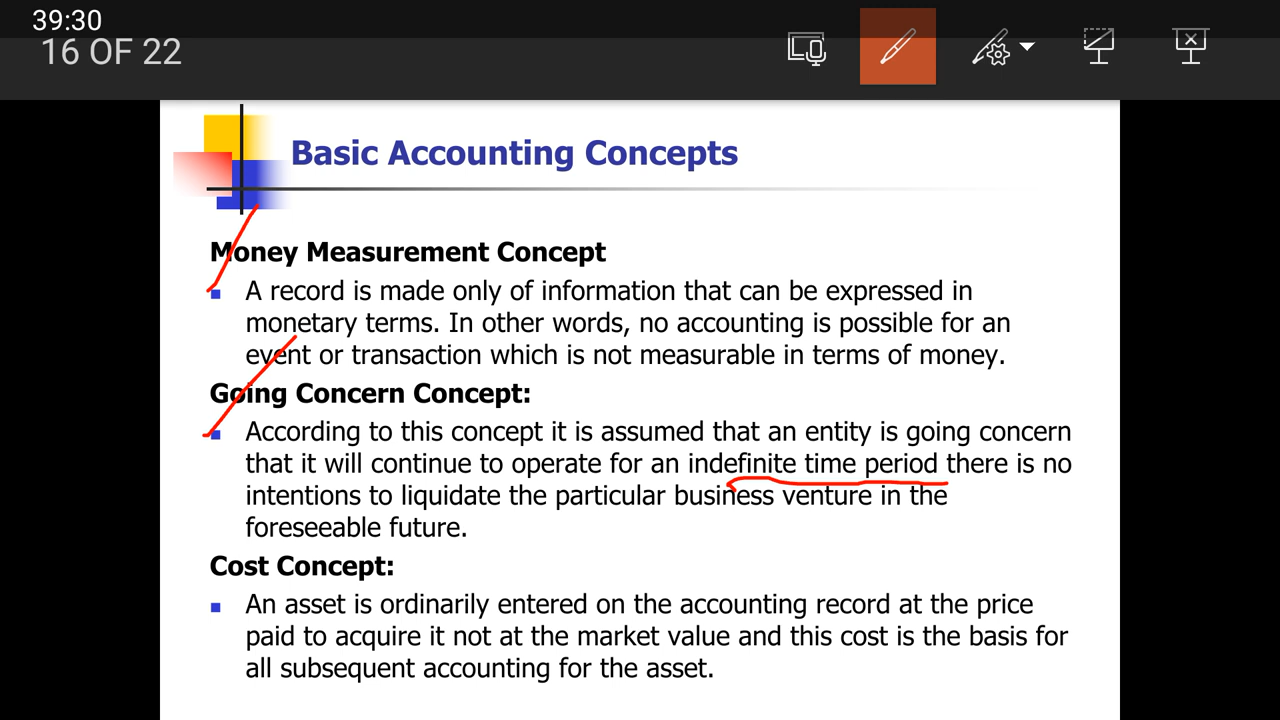 39:30
16 OF 22
Basic Accounting Concepts
Money Measurement Concept
A record is made only of information that can be expressed in
monetary terms. In other words, no accounting is possible for an
event or transaction which is not measurable in terms of money.
Going Concern Concept:
According to this concept it is assumed that an entity is going concern
that it will continue to operate for an indefinite time period there is no
intentions to liquidate the particular business venture in the
foreseeable future.
Cost Concept:
An asset is ordinarily entered on the accounting record at the price
paid to acquire it not at the market value and this cost is the basis for
all subsequent accounting for the asset.